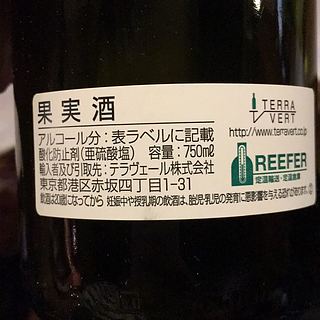 果実酒
アルコール分：表ラベルに記載
酸化防止剤（亜硫酸塩） 容量：750mℓ
輸入者及び引取先：テラヴェール株式会社
東京都港区赤坂四丁目1-31
飲酒は20歳になってから 妊娠中や授乳期の飲酒は、胎児・乳児の発育に悪影響を与える恐れがあります。
TERRA
VERT
http://www.terravert.co.jp
REEFER
定温輸送・定温倉庫